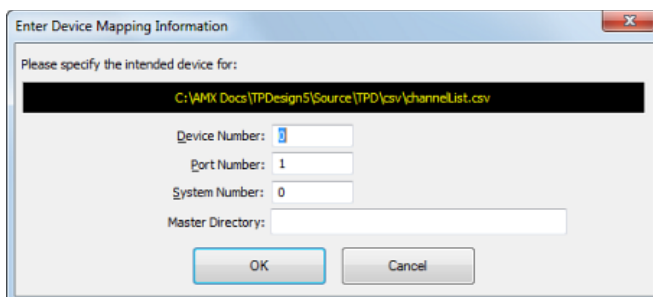 Enter Device Mapping Information
Please specify the intended device for:
C:\AMX Docs\TPDesign5\Source\TPD\csv\channelList.csv
Device Number: 0
Port Number: 1
System Number: 0
Master Directory:
OK Cancel